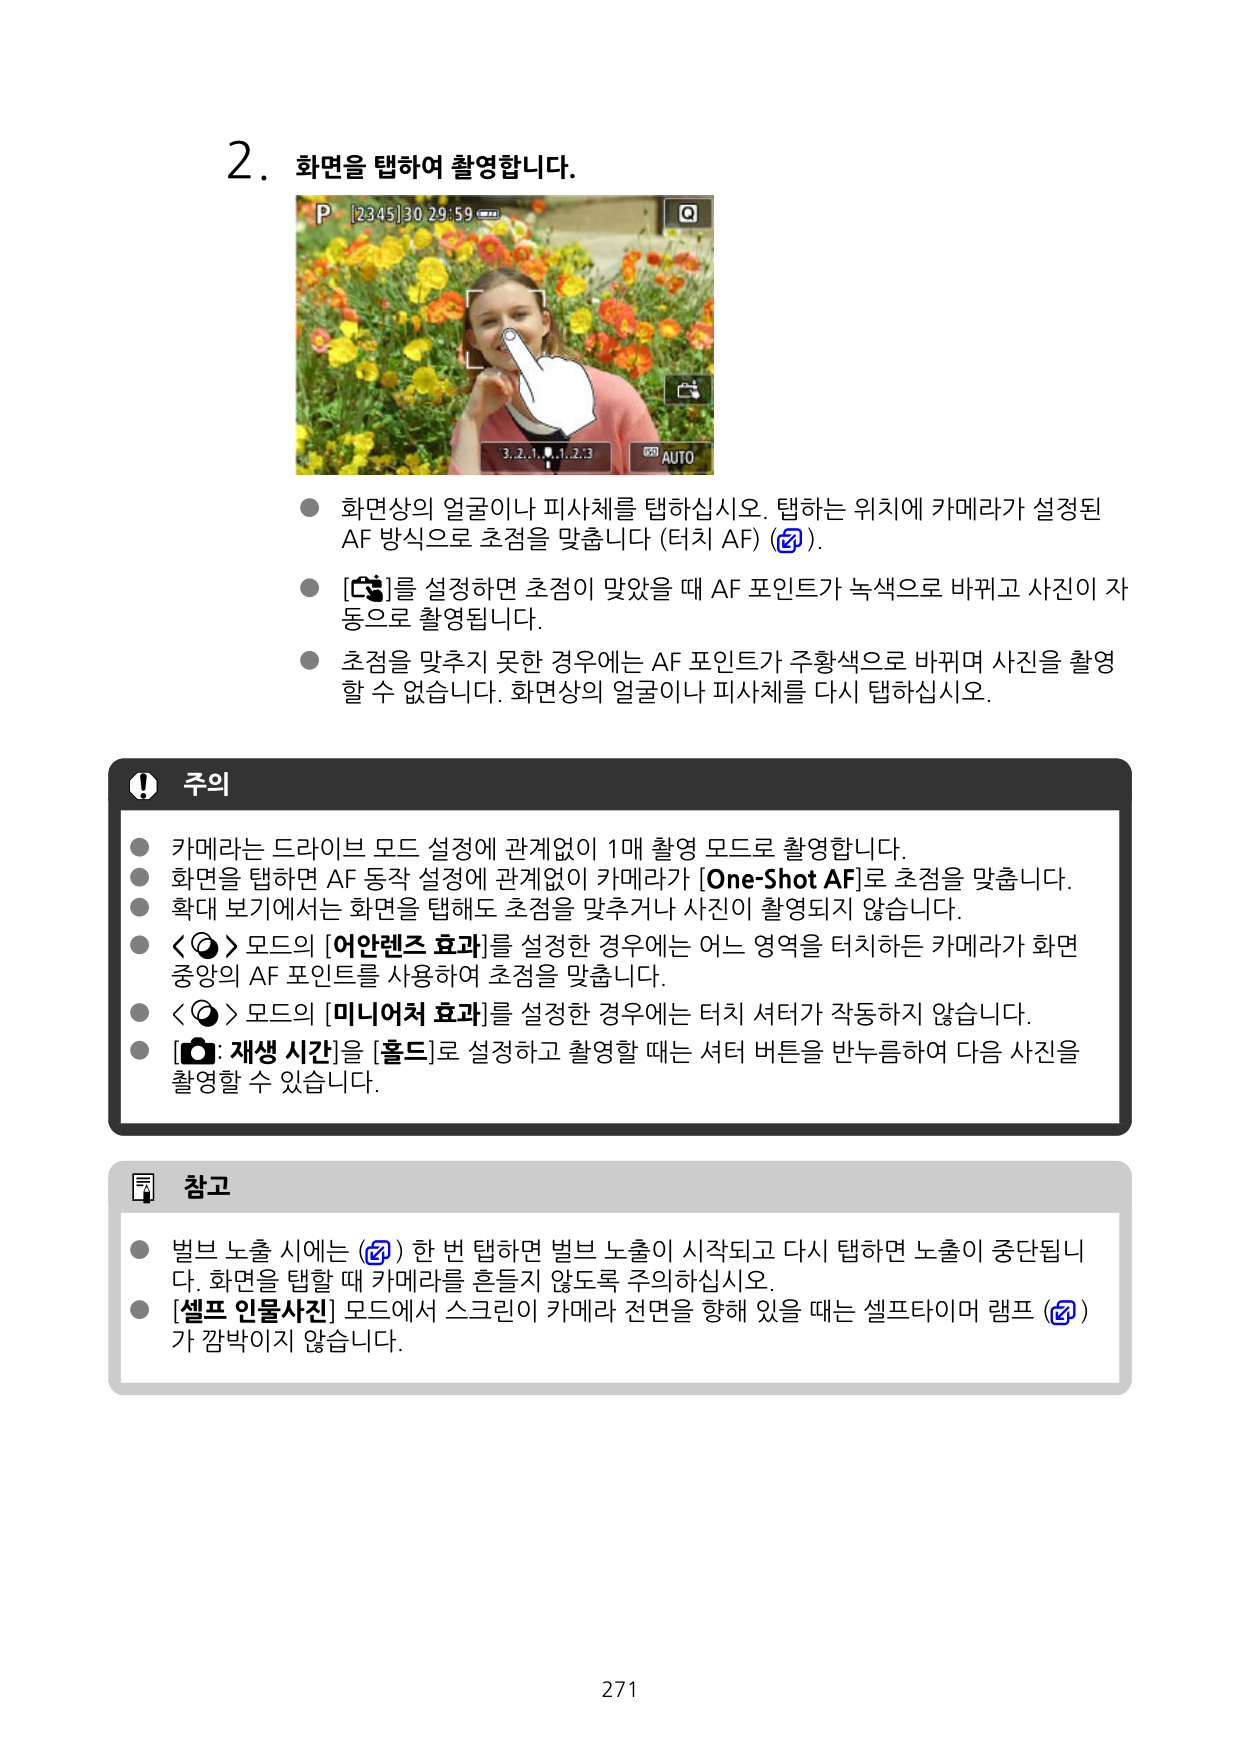 2. 화면을 탭하여 촬영합니다.
P [2345]30 29:59
Q
3..2..1..0..1..2..3
ISO AUTO
● 화면상의 얼굴이나 피사체를 탭하십시오. 탭하는 위치에 카메라가 설정된
AF 방식으로 초점을 맞춥니다 (터치 AF) ( ).
● [ ]를 설정하면 초점이 맞았을 때 AF 포인트가 녹색으로 바뀌고 사진이 자
동으로 촬영됩니다.
● 초점을 맞추지 못한 경우에는 AF 포인트가 주황색으로 바뀌며 사진을 촬영
할 수 없습니다. 화면상의 얼굴이나 피사체를 다시 탭하십시오.
주의
● 카메라는 드라이브 모드 설정에 관계없이 1매 촬영 모드로 촬영합니다.
● 화면을 탭하면 AF 동작 설정에 관계없이 카메라가 [One-Shot AF]로 초점을 맞춥니다.
● 확대 보기에서는 화면을 탭해도 초점을 맞추거나 사진이 촬영되지 않습니다.
● < > 모드의 [어안렌즈 효과]를 설정한 경우에는 어느 영역을 터치하든 카메라가 화면
중앙의 AF 포인트를 사용하여 초점을 맞춥니다.
● < > 모드의 [미니어처 효과]를 설정한 경우에는 터치 셔터가 작동하지 않습니다.
● [ : 재생 시간]을 [홀드]로 설정하고 촬영할 때는 셔터 버튼을 반누름하여 다음 사진을
촬영할 수 있습니다.
참고
● 벌브 노출 시에는 ( ) 한 번 탭하면 벌브 노출이 시작되고 다시 탭하면 노출이 중단됩니
다. 화면을 탭할 때 카메라를 흔들지 않도록 주의하십시오.
● [셀프 인물사진] 모드에서 스크린이 카메라 전면을 향해 있을 때는 셀프타이머 램프 ( )
가 깜박이지 않습니다.
271